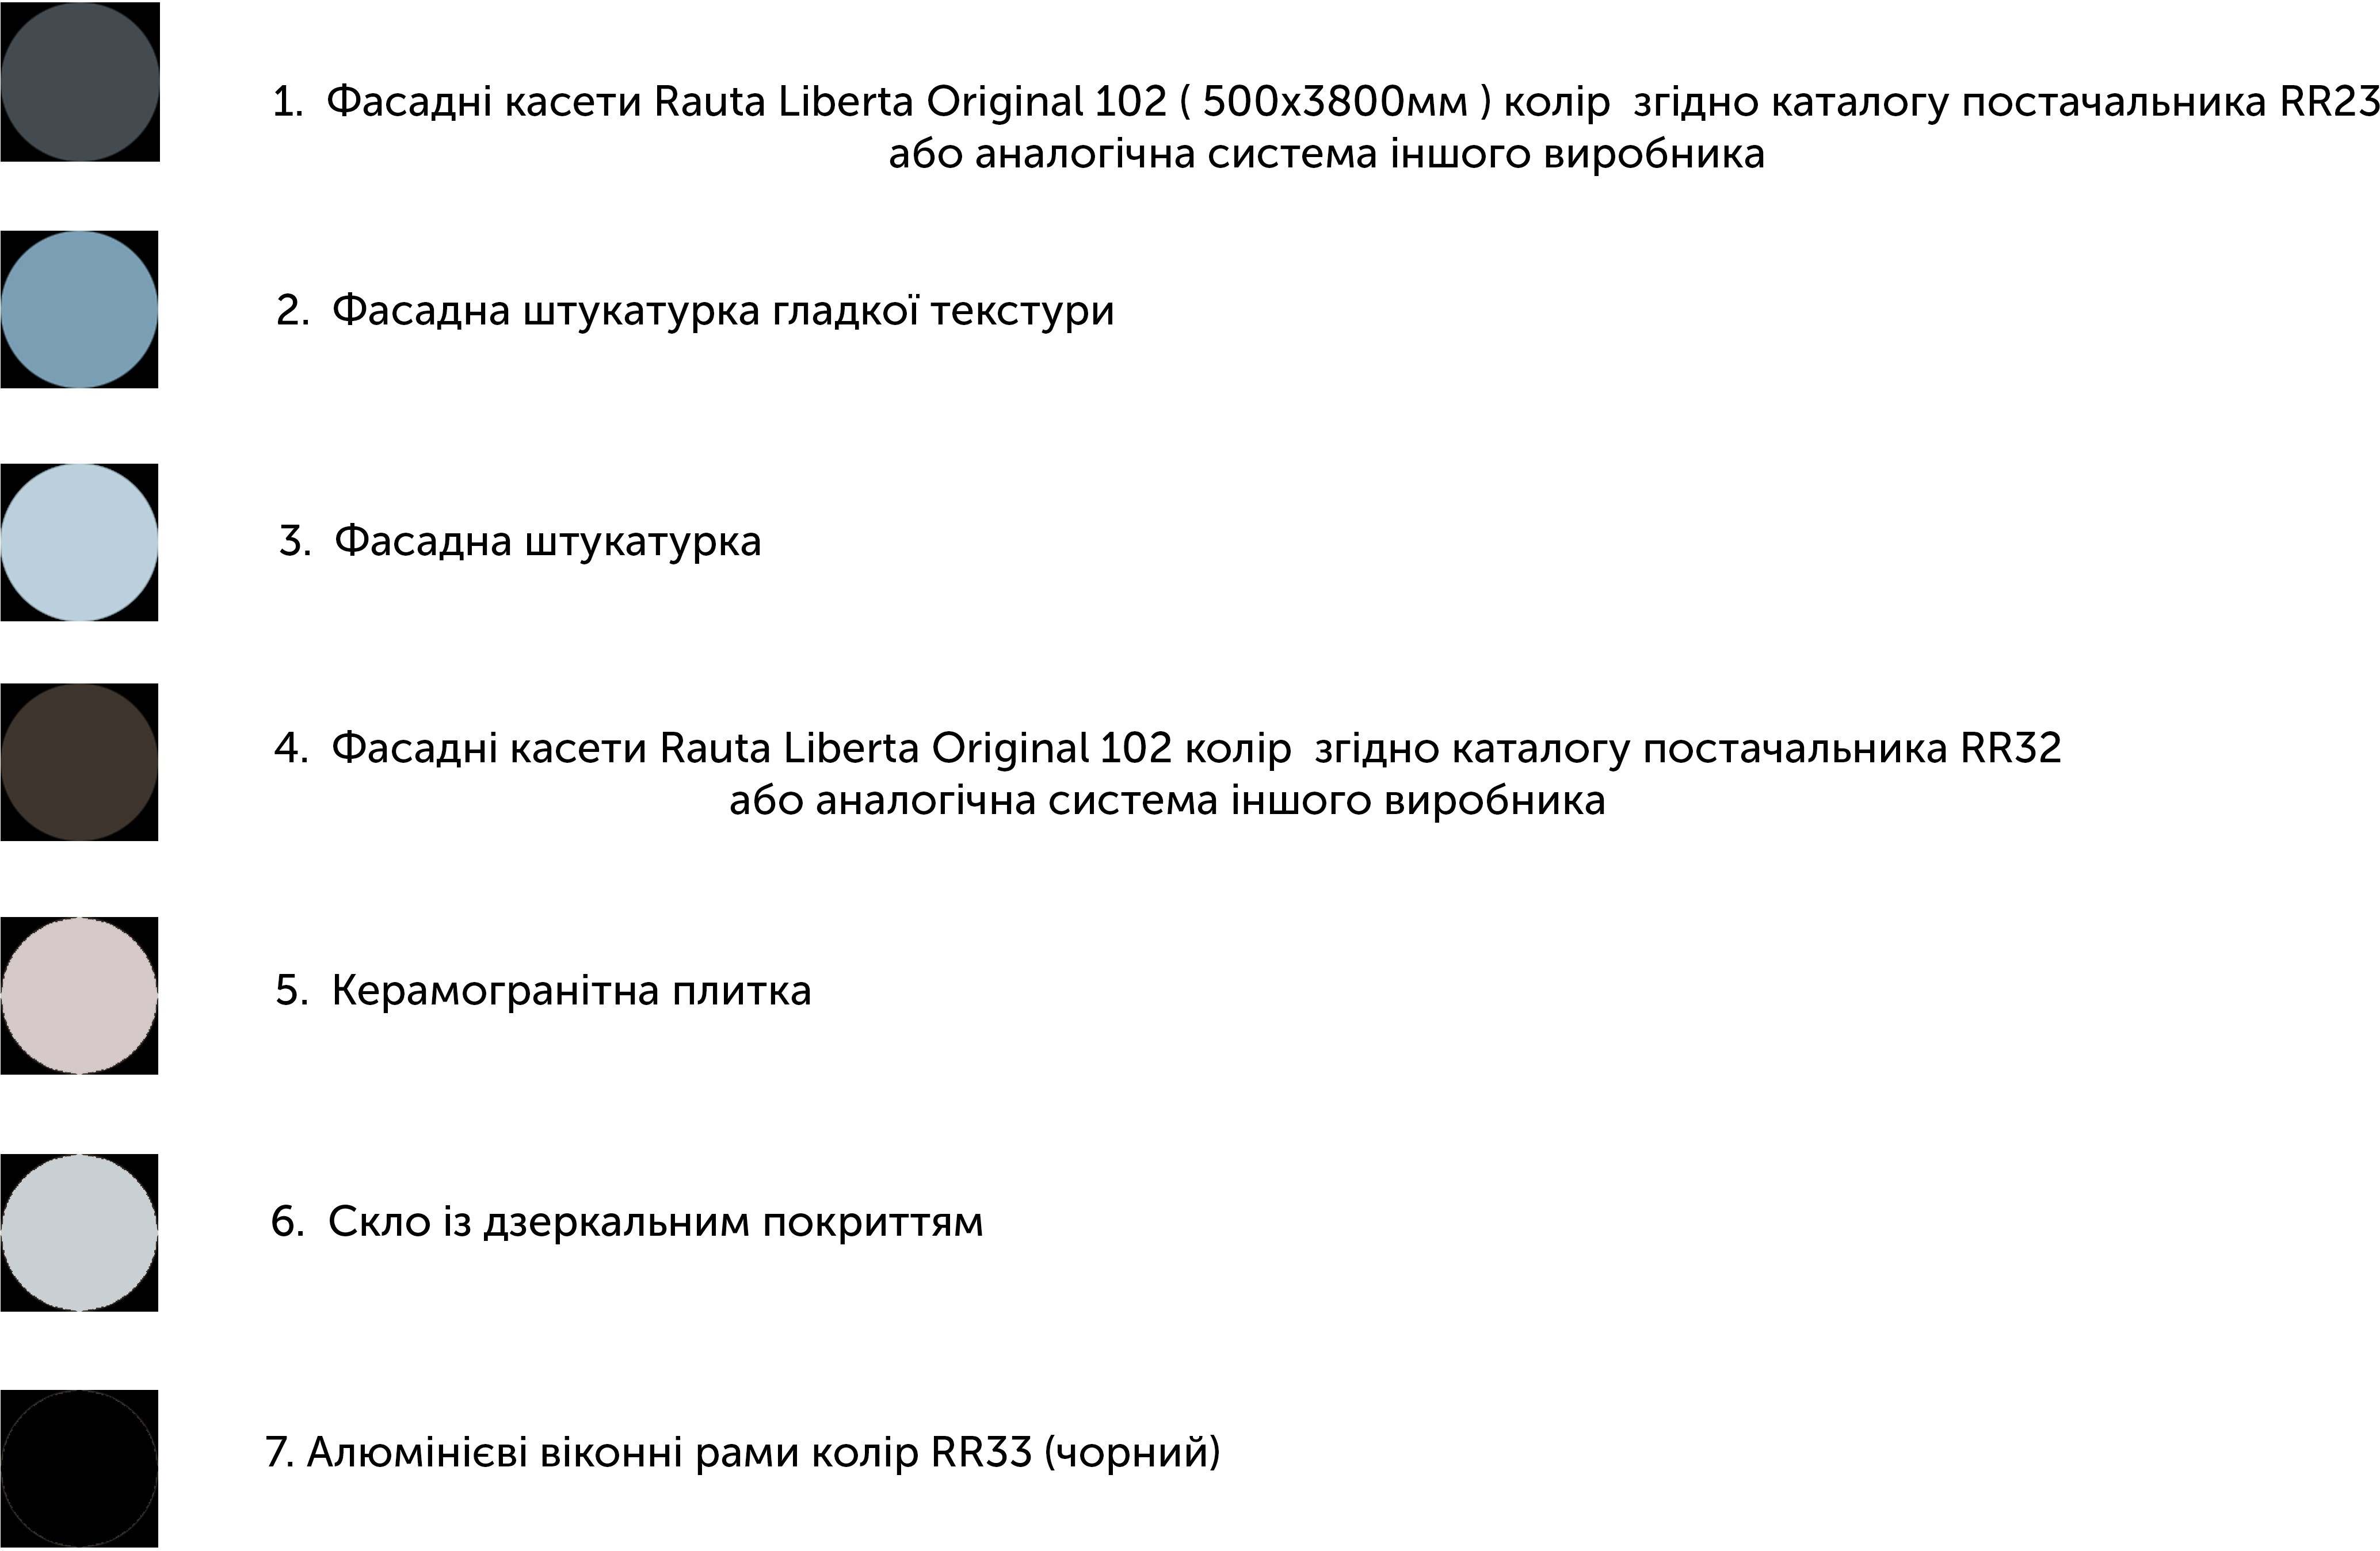 1. Фасадні касети Rauta Liberta Original 102 ( 500х3800мм ) колір згідно каталогу постачальника RR23
або аналогічна система іншого виробника
2. Фасадна штукатурка гладкої текстури
3. Фасадна штукатурка
4. Фасадні касети Rauta Liberta Original 102 колір згідно каталогу постачальника RR32
або аналогічна система іншого виробника
5. Керамогранітна плитка
6. Скло із дзеркальним покриттям
7. Алюмінієві віконні рами колір RR33 (чорний)